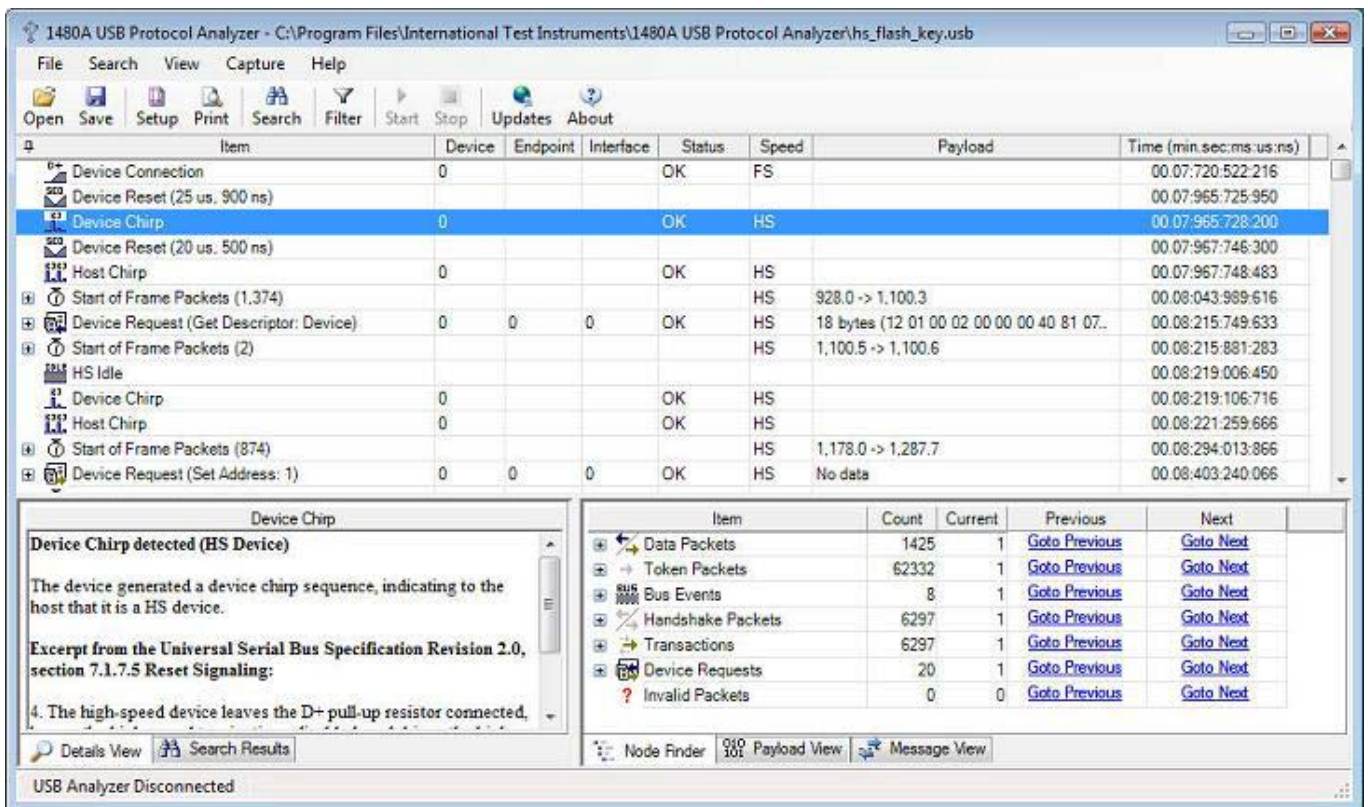 1480A USB Protocol Analyzer - C:\Program Files\International Test Instruments\1480A USB Protocol Analyzer\hs_flash_key.usb
File Search View Capture Help
Open Save Setup Print Search Filter Start Stop Updates About
Item Device Endpoint Interface Status Speed Payload Time (min.sec:ms:us:ns)
Device Connection 0 OK FS 00.07:720:522:216
Device Reset (25 us. 900 ns) 00.07:965:725:950
Device Chirp 0 OK HS 00.07:965:728:200
Device Reset (20 us. 500 ns) 00.07:967:746:300
Host Chirp 0 OK HS 00.07:967:748:483
Start of Frame Packets (1,374) HS 928.0 -> 1,100.3 00.08:043:989:616
Device Request (Get Descriptor: Device) 0 0 0 OK HS 18 bytes (12 01 00 02 00 00 00 40 81 07.. 00.08:215:749:633
Start of Frame Packets (2) HS 1,100.5 -> 1,100.6 00.08:215:881:283
HS Idle 00.08:219:006:450
Device Chirp 0 OK HS 00.08:219:106:716
Host Chirp 0 OK HS 00.08:221:259:666
Start of Frame Packets (874) HS 1,178.0 -> 1,287.7 00.08:294:013:866
Device Request (Set Address: 1) 0 0 0 OK HS No data 00.08:403:240:066
Device Chirp
Device Chirp detected (HS Device)
The device generated a device chirp sequence, indicating to the
host that it is a HS device.
Excerpt from the Universal Serial Bus Specification Revision 2.0,
section 7.1.7.5 Reset Signaling:
4. The high-speed device leaves the D+ pull-up resistor connected,
Details View Search Results
Item Count Current Previous Next
Data Packets 1425 1 Goto Previous Goto Next
Token Packets 62332 1 Goto Previous Goto Next
Bus Events 8 1 Goto Previous Goto Next
Handshake Packets 6297 1 Goto Previous Goto Next
Transactions 6297 1 Goto Previous Goto Next
Device Requests 20 1 Goto Previous Goto Next
? Invalid Packets 0 0 Goto Previous Goto Next
Node Finder Payload View Message View
USB Analyzer Disconnected